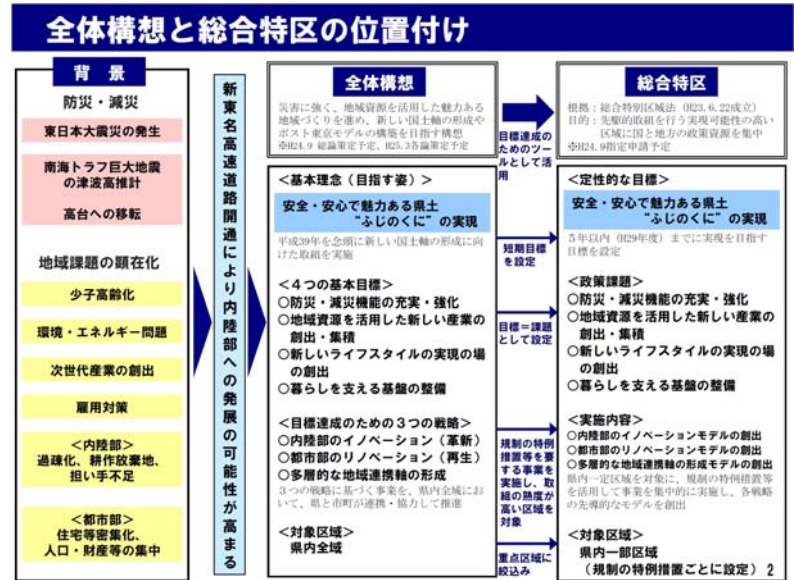 全体構想と総合特区の位置付け
背 景
防災・減災
東日本大震災の発生
南海トラフ巨大地震
の津波高推計
高台への移転
地域課題の顕在化
少子高齢化
環境・エネルギー問題
次世代産業の創出
雇用対策
<内陸部>
過疎化、耕作放棄地、
担い手不足
<都市部>
住宅等密集化、
人口・財産等の集中
新東名高速道路開通により内陸部への発展の可能性が高まる
全体構想
災害に強く、地域資源を活用した魅力ある
地域づくりを進め、新しい国土軸の形成や
ポスト東京モデルの構築を目指す構想
※H24.9 総論策定予定、H25.3各論策定予定
<基本理念(目指す姿)>
安全・安心で魅力ある県土
“ふじのくに”の実現
平成39年を念頭に新しい国土軸の形成に向
けた取組を実施
<4つの基本目標>
○防災・減災機能の充実・強化
○地域資源を活用した新しい産業の
創出・集積
○新しいライフスタイルの実現の場
の創出
○暮らしを支える基盤の整備
<目標達成のための3つの戦略>
○内陸部のイノベーション(革新)
○都市部のリノベーション(再生)
○多層的な地域連携軸の形成
3つの戦略に基づく事業を、県内全域にお
いて、県と市町が連携・協力して推進
<対象区域>
県内全域
目標達成の
ためのツー
ルとして活
用
短期目標
を設定
目標=課題
として設定
規制の特例
措置等を要
する事業を
実施し、取
組の熟度が
高い区域を
対象
重点区域に
絞込み
総合特区
根拠:総合特別区域法(H23.6.22成立)
目的:先駆的取組を行う実現可能性の高い
区域に国と地方の政策資源を集中
※H24.9指定申請予定
<定性的な目標>
安全・安心で魅力ある県土
“ふじのくに”の実現
5年以内(H29年度)までに実現を目指す
目標を設定
<政策課題>
○防災・減災機能の充実・強化
○地域資源を活用した新しい産業の
創出・集積
○新しいライフスタイルの実現の場
の創出
○暮らしを支える基盤の整備
<実施内容>
○内陸部のイノベーションモデルの創出
○都市部のリノベーションモデルの創出
○多層的な地域連携軸の形成モデルの創出
県内一定区域を対象に、規制の特例措置等
を活用して事業を集中的に実施し、各戦略
の先導的なモデルを創出
<対象区域>
県内一部区域
(規制の特例措置ごとに設定) 2